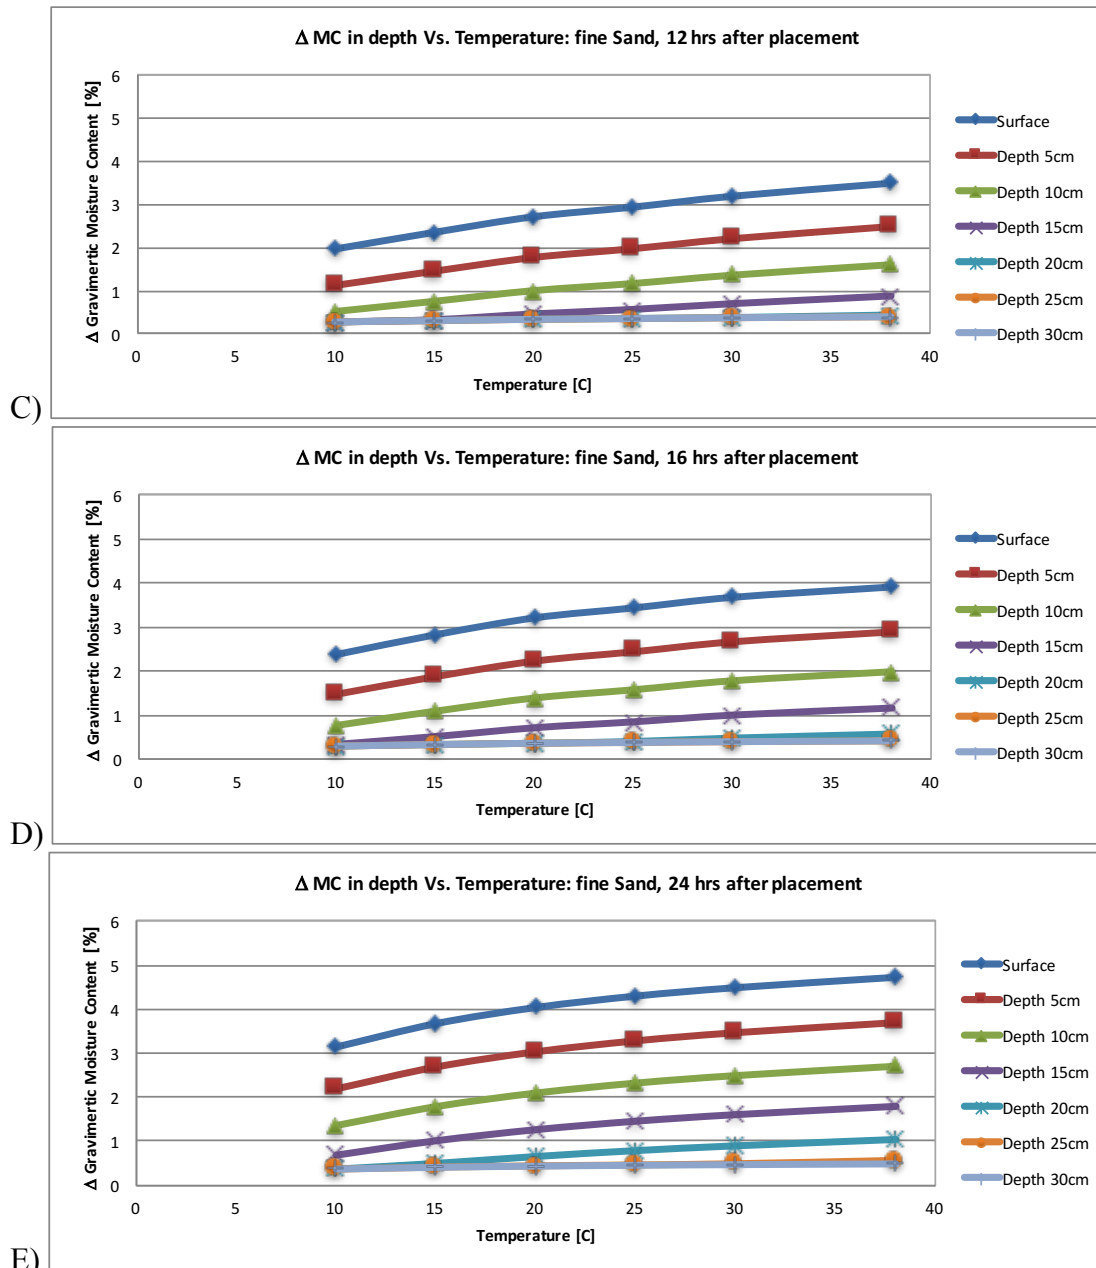 Δ MC in depth Vs. Temperature: fine Sand, 12 hrs after placement
Δ Gravimertic Moisture Content [%]
6
5
4
3
2
1
0
0 5 10 15 20 25 30 35 40
Temperature [C]
Surface
Depth 5cm
Depth 10cm
Depth 15cm
Depth 20cm
Depth 25cm
Depth 30cm
C)
Δ MC in depth Vs. Temperature: fine Sand, 16 hrs after placement
Δ Gravimertic Moisture Content [%]
6
5
4
3
2
1
0
0 5 10 15 20 25 30 35 40
Temperature [C]
Surface
Depth 5cm
Depth 10cm
Depth 15cm
Depth 20cm
Depth 25cm
Depth 30cm
D)
Δ MC in depth Vs. Temperature: fine Sand, 24 hrs after placement
Δ Gravimertic Moisture Content [%]
6
5
4
3
2
1
0
0 5 10 15 20 25 30 35 40
Temperature [C]
Surface
Depth 5cm
Depth 10cm
Depth 15cm
Depth 20cm
Depth 25cm
Depth 30cm
E)